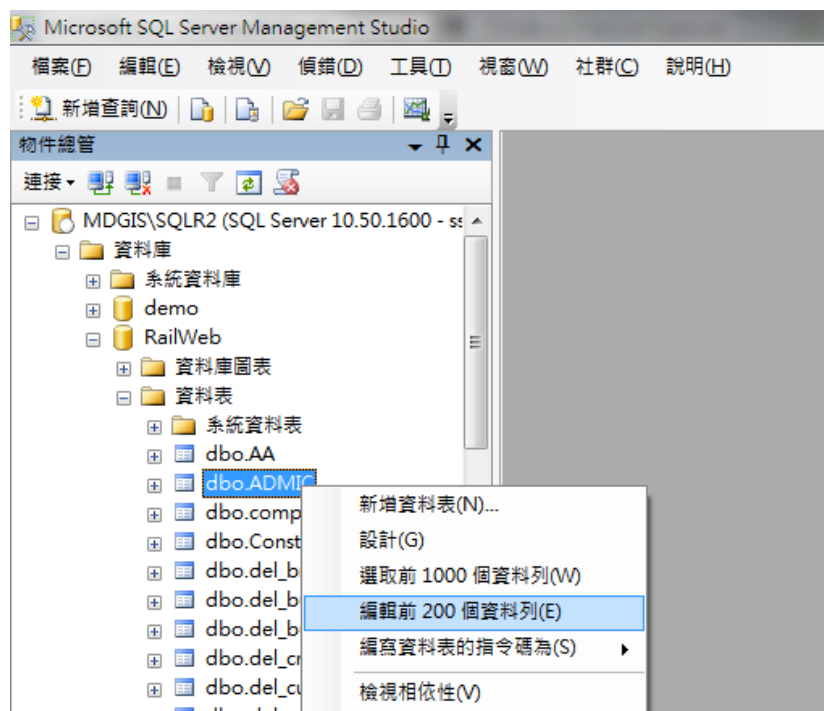 Microsoft SQL Server Management Studio
檔案(F) 編輯(E) 檢視(V) 偵錯(D) 工具(T) 視窗(W) 社群(C) 說明(H)
新增查詢(N)
物件總管
連接
MDGIS\SQLR2 (SQL Server 10.50.1600 -
資料庫
系統資料庫
demo
RailWeb
資料庫圖表
資料表
系統資料表
dbo.AA
dbo.ADMIC
dbo.comp
dbo.Const
dbo.del_b
dbo.del_b
dbo.del_b
dbo.del_cr
dbo.del_cu
新增資料表(N)...
設計(G)
選取前 1000 個資料列(W)
編輯前 200 個資料列(E)
編寫資料表的指令碼為(S)
檢視相依性(V)